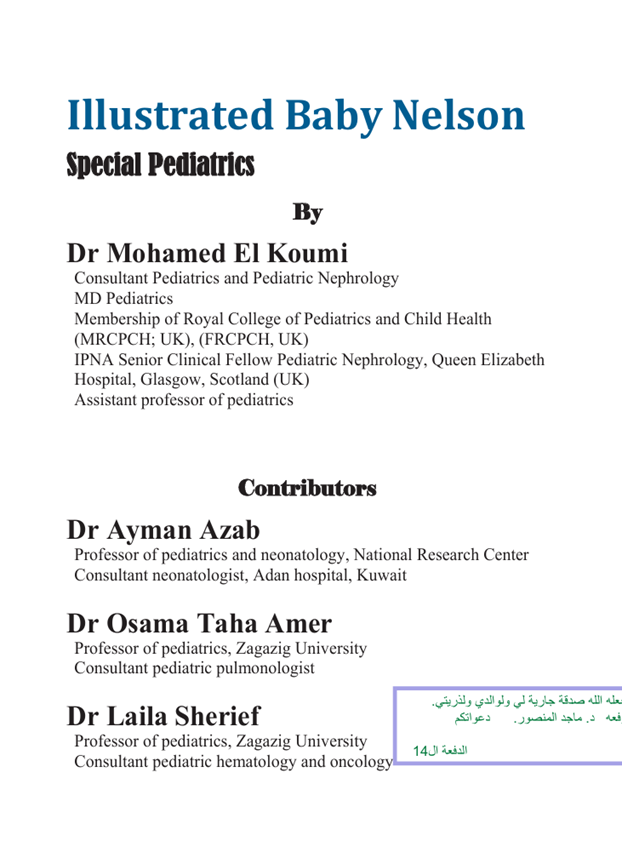 Illustrated Baby Nelson
Special Pediatrics
By
Dr Mohamed El Koumi
Consultant Pediatrics and Pediatric Nephrology
MD Pediatrics
Membership of Royal College of Pediatrics and Child Health
(MRCPCH; UK), (FRCPCH, UK)
IPNA Senior Clinical Fellow Pediatric Nephrology, Queen Elizabeth
Hospital, Glasgow, Scotland (UK)
Assistant professor of pediatrics
Contributors
Dr Ayman Azab
Professor of pediatrics and neonatology, National Research Center
Consultant neonatologist, Adan hospital, Kuwait
Dr Osama Taha Amer
Professor of pediatrics, Zagazig University
Consultant pediatric pulmonologist
Dr Laila Sherief
Professor of pediatrics, Zagazig University
Consultant pediatric hematology and oncology
الله صدقة جارية لي ولوالدي ولذريتي.
د. ماجد المنصور. دعواتكم
الدفعة ال14